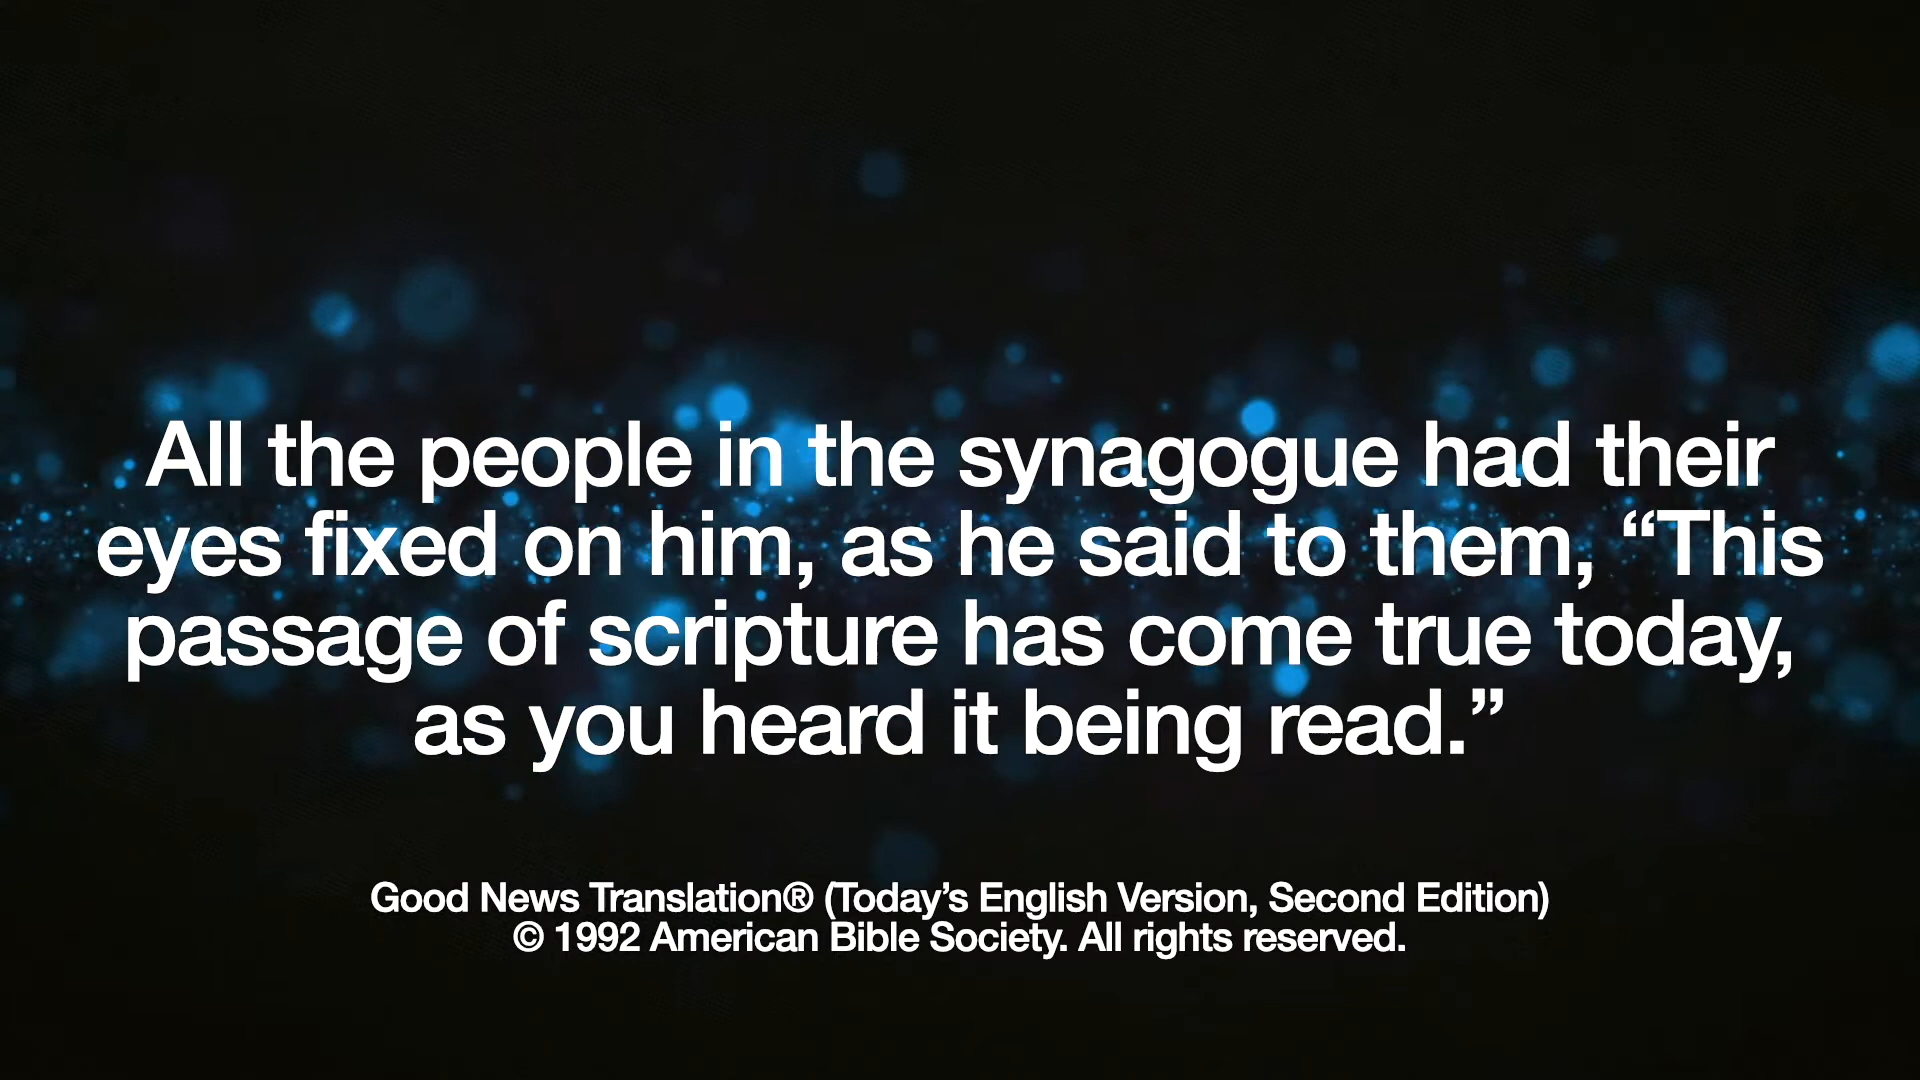 All the people in the synagogue had their
eyes fixed on him, as he said to them, “This
passage of scripture has come true today,
as you heard it being read.”
Good News Translation® (Today’s English Version, Second Edition)
© 1992 American Bible Society. All rights reserved.